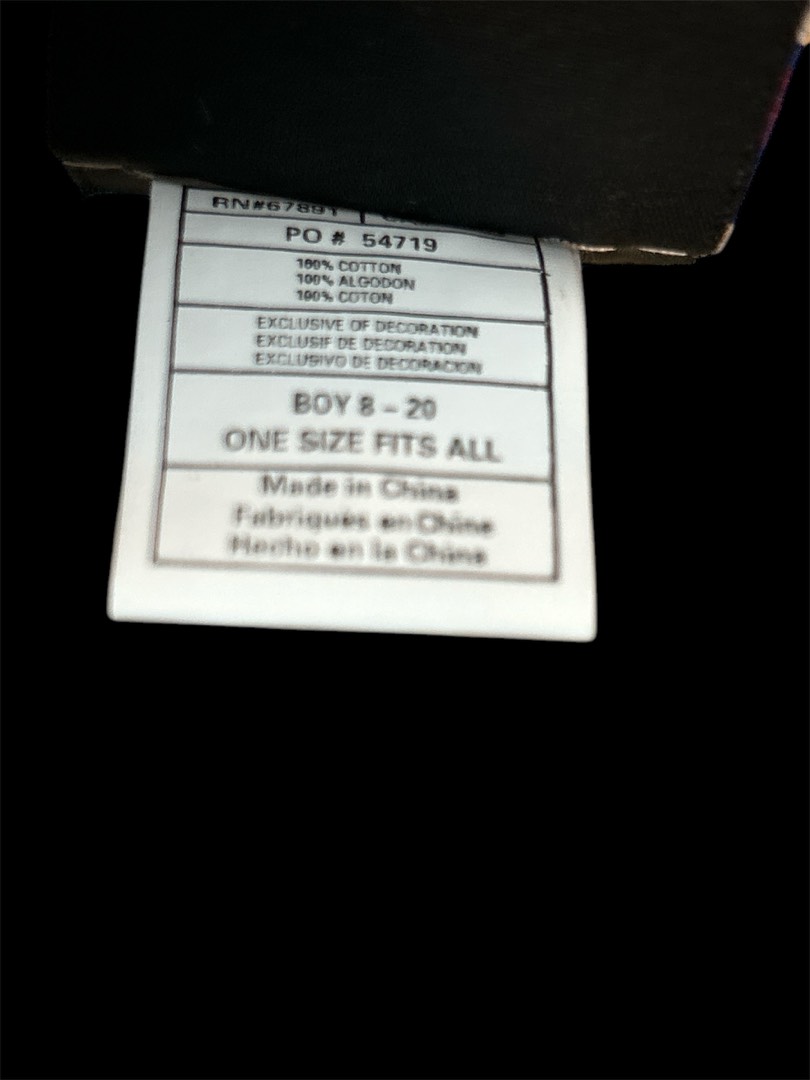 RN#67891
PO # 54719
100% COTTON
100% ALGODON
100% COTON
EXCLUSIVE OF DECORATION
EXCLUSIF DE DECORATION
EXCLUSIVO DE DECORACION
BOY 8 – 20
ONE SIZE FITS ALL
Made in China
Fabriqués en Chine
Hecho en la China